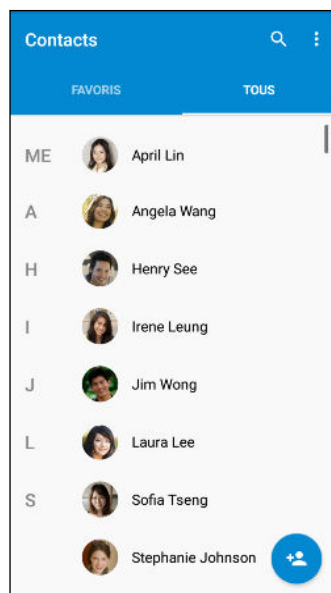 Contacts
FAVORIS TOUS
ME April Lin
A Angela Wang
H Henry See
I Irene Leung
J Jim Wong
L Laura Lee
S Sofia Tseng
Stephanie Johnson